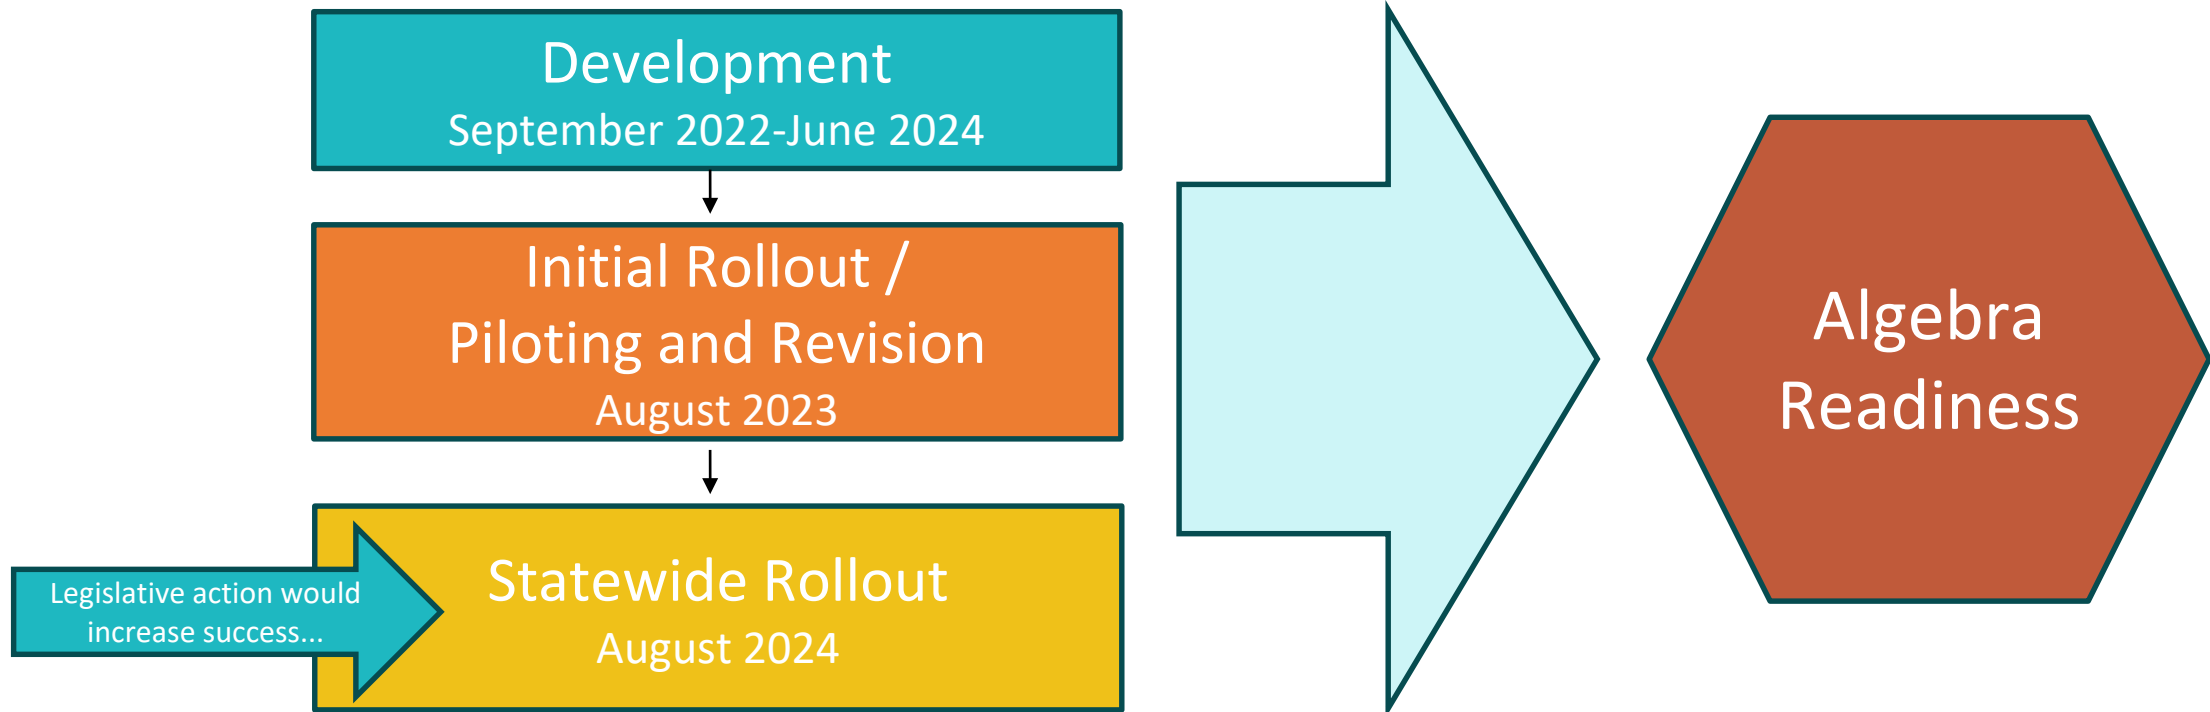 Development
September 2022-June 2024
Initial Rollout /
Piloting and Revision
August 2023
Statewide Rollout
August 2024
Legislative action would
increase success...
Algebra
Readiness